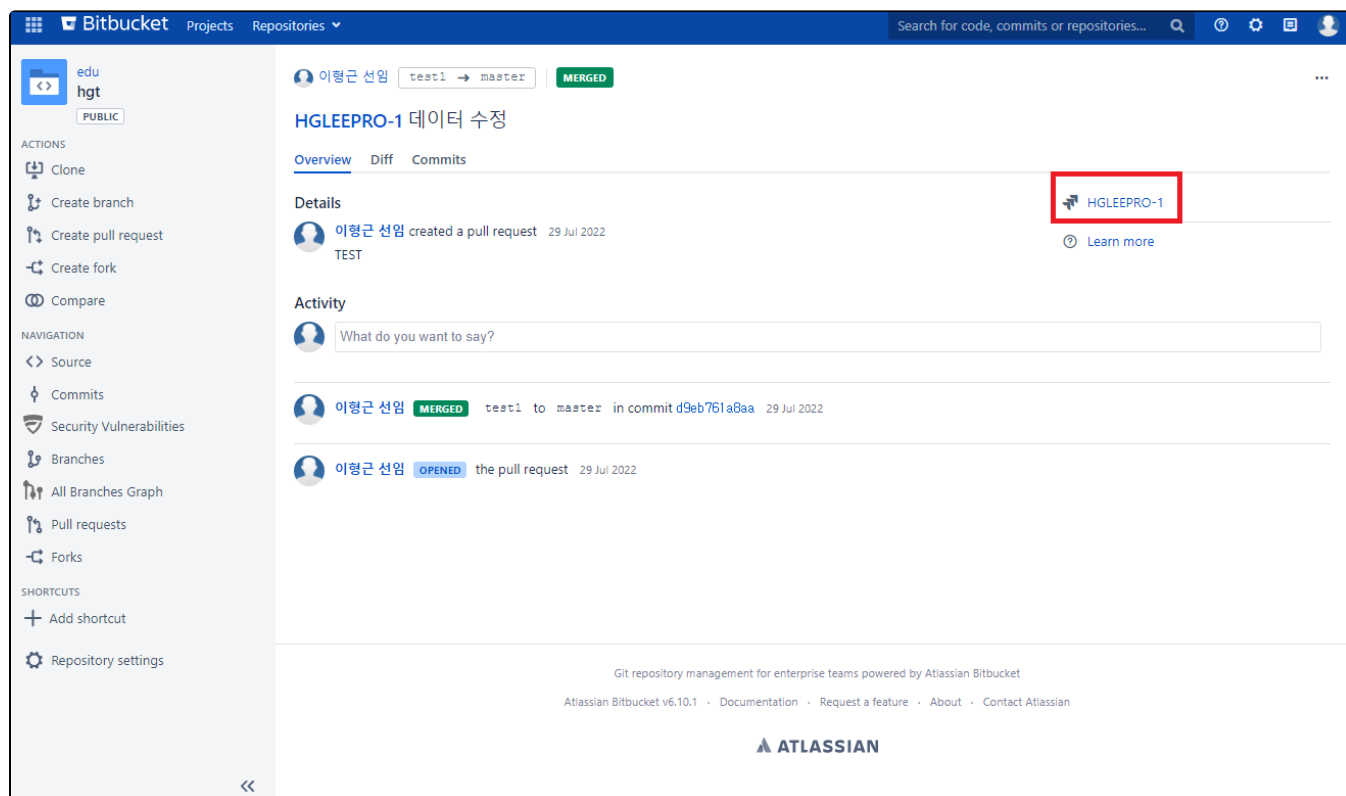 Bitbucket Projects Repositories Search for code, commits or repositories...
edu
hgt
PUBLIC
ACTIONS
Clone
Create branch
Create pull request
Create fork
Compare
NAVIGATION
Source
Commits
Security Vulnerabilities
Branches
All Branches Graph
Pull requests
Forks
SHORTCUTS
Add shortcut
Repository settings
이형근 선임 test1 → master MERGED
HGLEEPRO-1 데이터 수정
Overview Diff Commits
Details
이형근 선임 created a pull request 29 Jul 2022
TEST
HGLEEPRO-1
Learn more
Activity
What do you want to say?
이형근 선임 MERGED test1 to master in commit d9eb761a8aa 29 Jul 2022
이형근 선임 OPENED the pull request 29 Jul 2022
Git repository management for enterprise teams powered by Atlassian Bitbucket
Atlassian Bitbucket v6.10.1 · Documentation · Request a feature · About · Contact Atlassian
ATLASSIAN